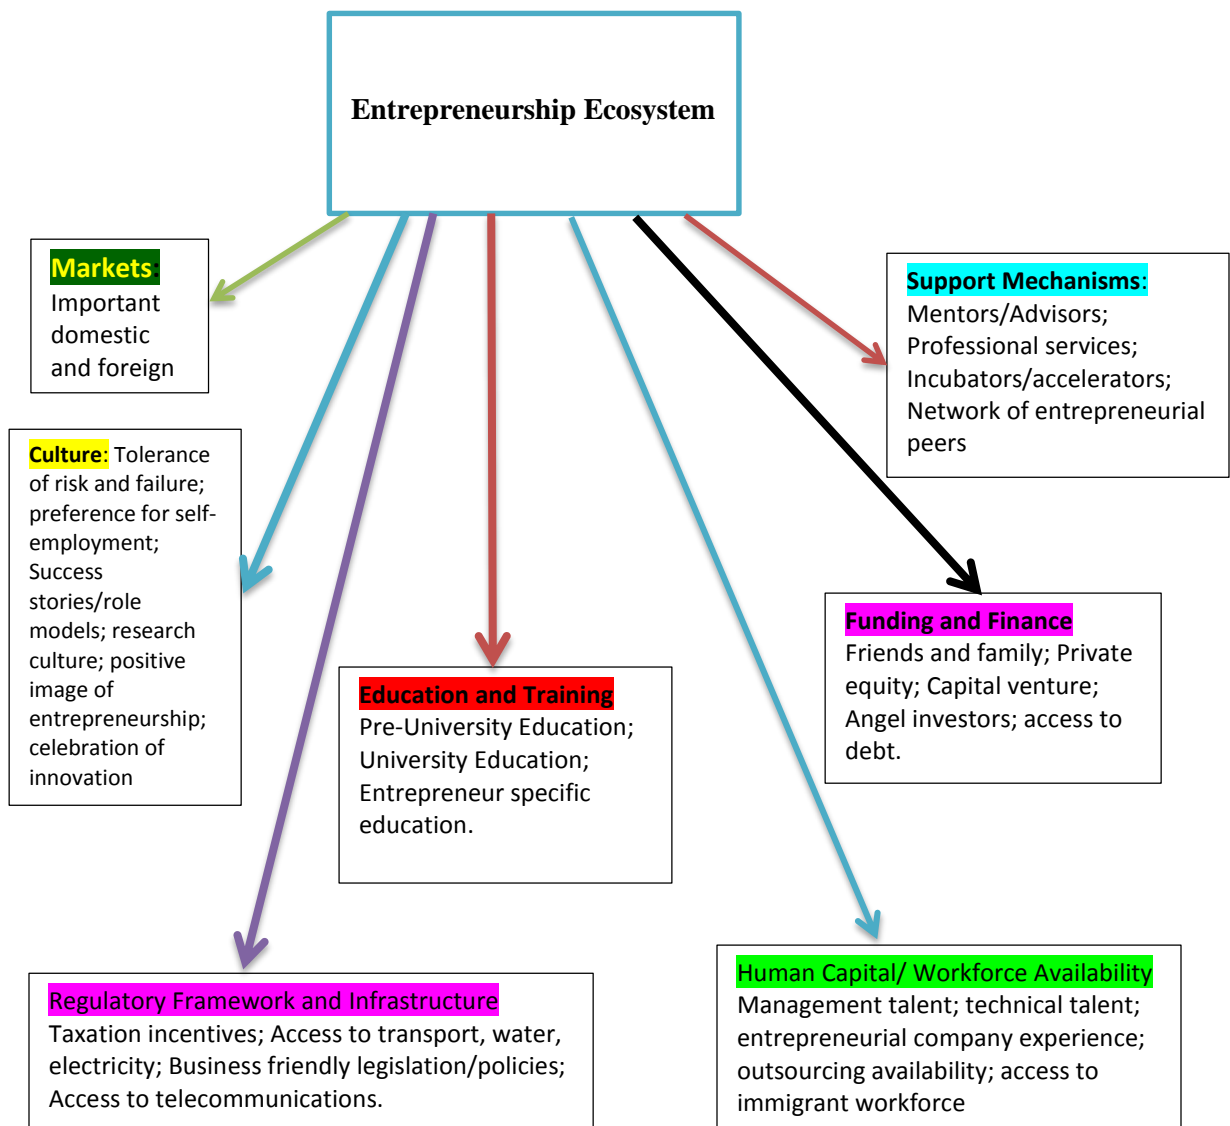 Entrepreneurship Ecosystem
Markets:
Important
domestic
and foreign
Support Mechanisms:
Mentors/Advisors;
Professional services;
Incubators/accelerators;
Network of entrepreneurial
peers
Culture: Tolerance
of risk and failure;
preference for self-
employment;
Success
stories/role
models; research
culture; positive
image of
entrepreneurship;
celebration of
innovation
Funding and Finance
Friends and family; Private
equity; Capital venture;
Angel investors; access to
debt.
Education and Training
Pre-University Education;
University Education;
Entrepreneur specific
education.
Regulatory Framework and Infrastructure
Taxation incentives; Access to transport, water,
electricity; Business friendly legislation/policies;
Access to telecommunications.
Human Capital/ Workforce Availability
Management talent; technical talent;
entrepreneurial company experience;
outsourcing availability; access to
immigrant workforce